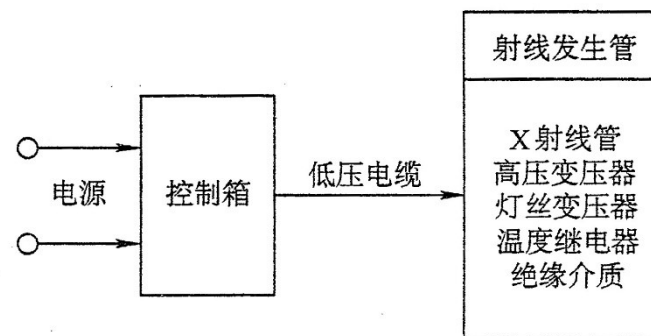 射线发生管
X射线管
高压变压器
灯丝变压器
温度继电器
绝缘介质
低压电缆
控制箱
电源